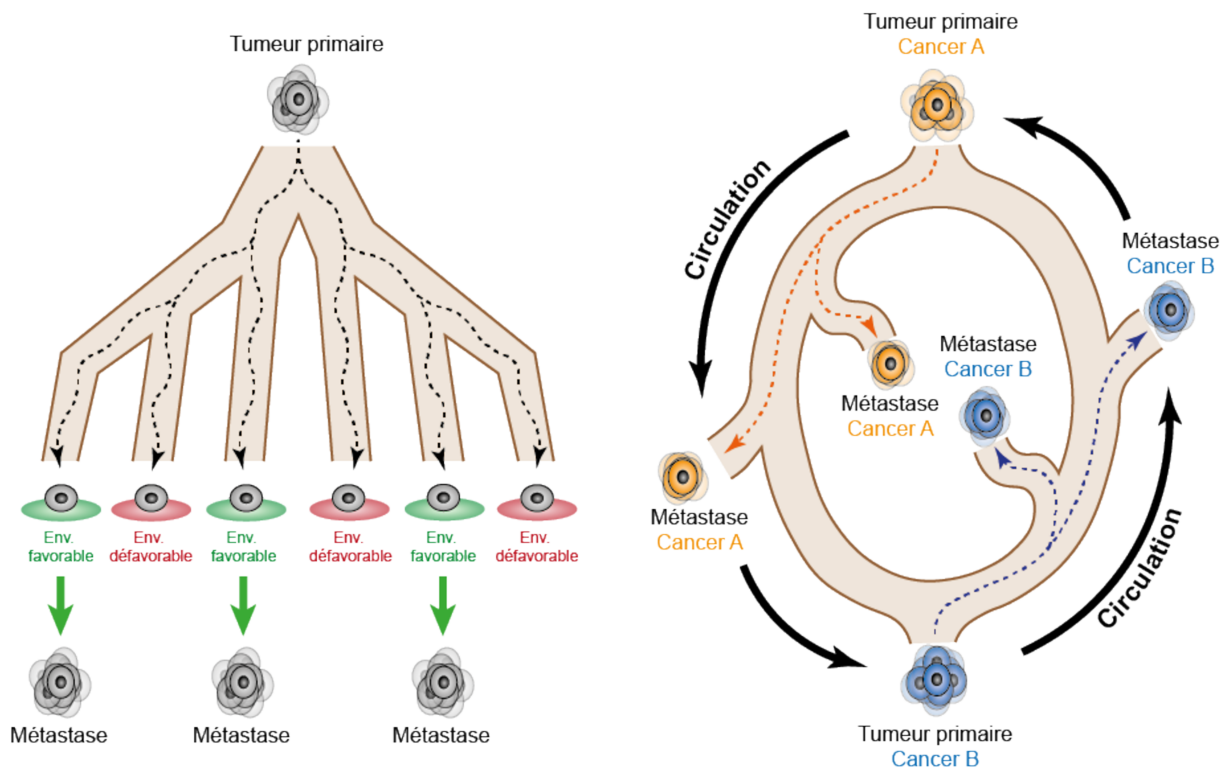 Tumeur primaire
Env.
favorable
Env.
défavorable
Env.
favorable
Env.
défavorable
Env.
favorable
Env.
défavorable
Métastase
Métastase
Métastase
Tumeur primaire
Cancer A
Circulation
Métastase
Cancer B
Métastase
Cancer B
Métastase
Cancer A
Métastase
Cancer A
Circulation
Tumeur primaire
Cancer B